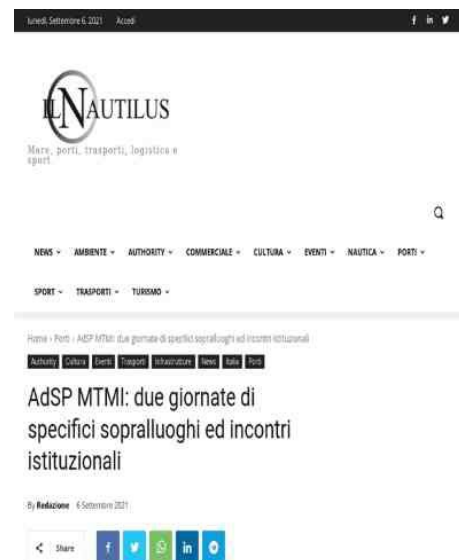 lunedì, Settembre 6, 2021 Accedi
IL NAUTILUS
Mare, porti, trasporti, logistica e
sport
NEWS AMBIENTE AUTHORITY COMMERCIALE CULTURA EVENTI NAUTICA PORTI
SPORT TRASPORTI TURISMO
Home › Porti › AdSP MTMI: due giornate di specifici sopralluoghi ed incontri istituzionali
Authority Cultura Eventi Trasporti Infrastrutture News Italia Porti
AdSP MTMI: due giornate di
specifici sopralluoghi ed incontri
istituzionali
By Redazione 6 Settembre 2021
Share